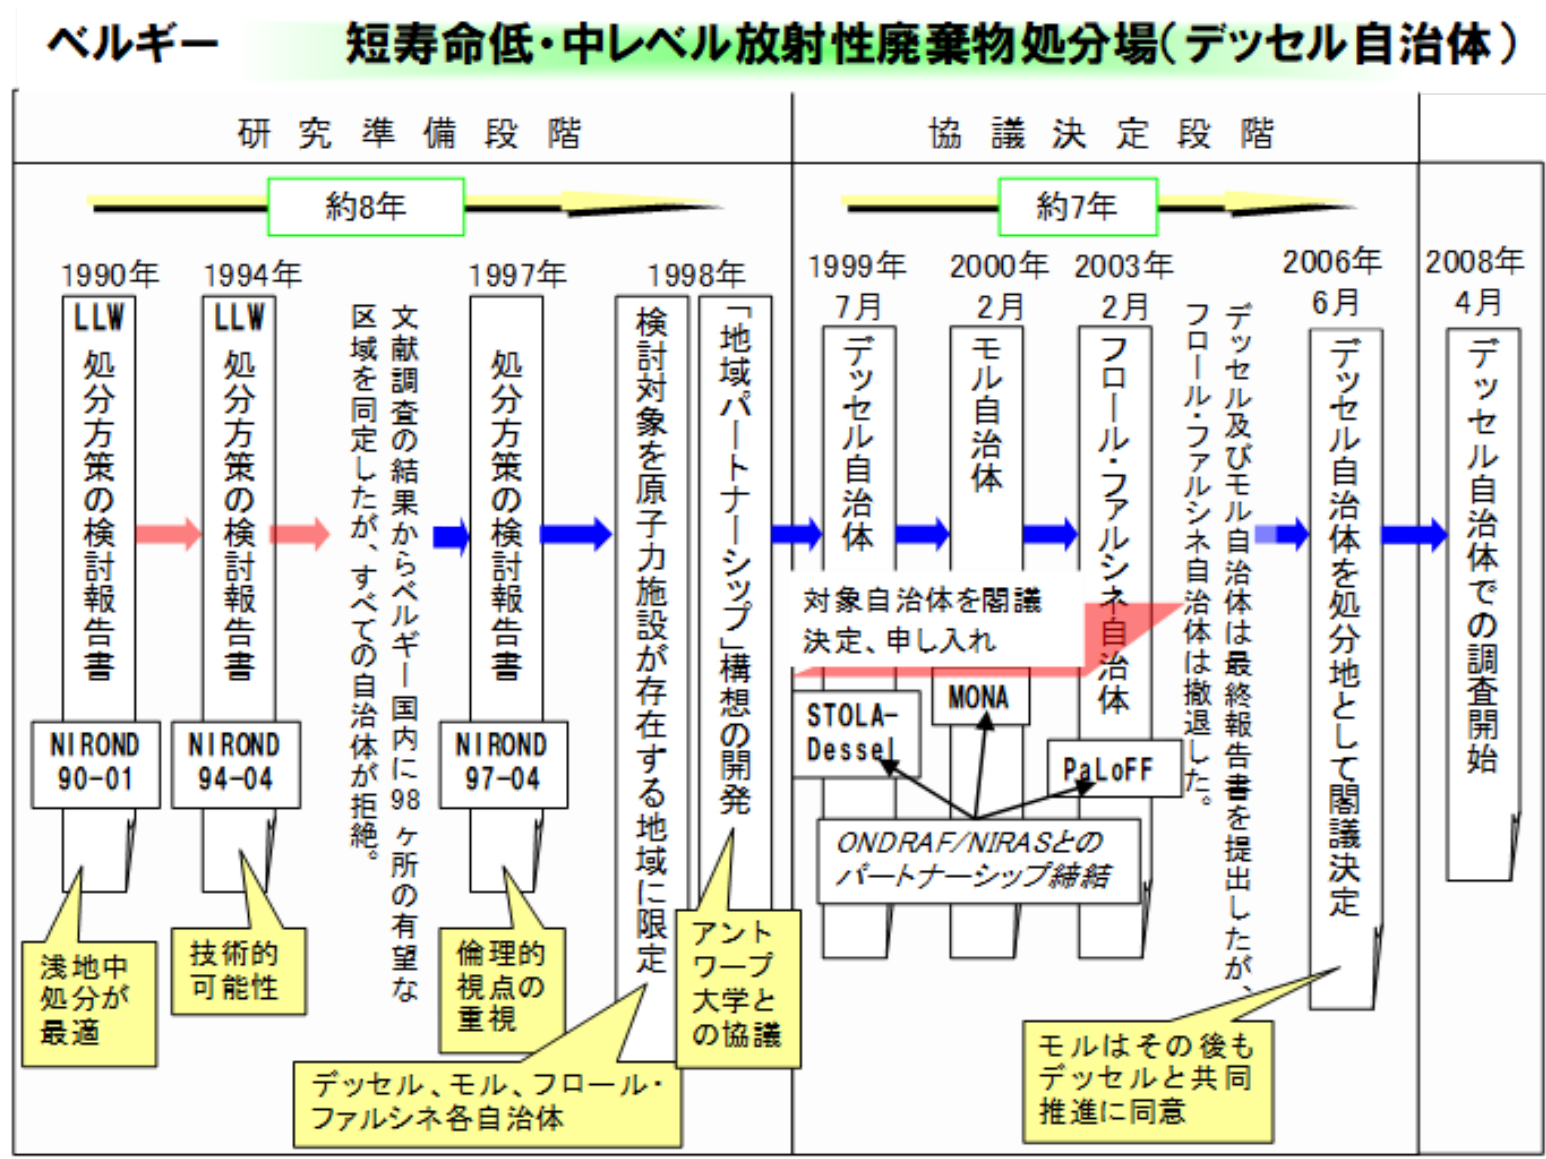 ベルギー　短寿命低・中レベル放射性廃棄物処分場(デッセル自治体)
研究準備段階
協議決定段階
約8年
約7年
1990年
LLW
処分方策の検討報告書
NIROND
90-01
浅地中
処分が
最適
1994年
LLW
処分方策の検討報告書
NIROND
94-04
技術的
可能性
文献調査の結果からベルギー国内に98ヶ所の有望な
区域を同定したが、すべての自治体が拒絶。
1997年
処分方策の検討報告書
NIROND
97-04
倫理的
視点の
重視
1998年
検討対象を原子力施設が存在する地域に限定
デッセル、モル、フロール・
ファルシネ各自治体
「地域パートナーシップ」構想の開発
アント
ワープ
大学と
の協議
1999年
7月
デッセル自治体
STOLA-
Dessel
2000年
2月
モル自治体
MONA
2003年
2月
フロール・ファルシネ自治体
PaLoFF
対象自治体を閣議
決定、申し入れ
ONDRAF/NIRASとの
パートナーシップ締結
デッセル及びモル自治体は最終報告書を提出したが、
フロール・ファルシネ自治体は撤退した。
2006年
6月
デッセル自治体を処分地として閣議決定
モルはその後も
デッセルと共同
推進に同意
2008年
4月
デッセル自治体での調査開始